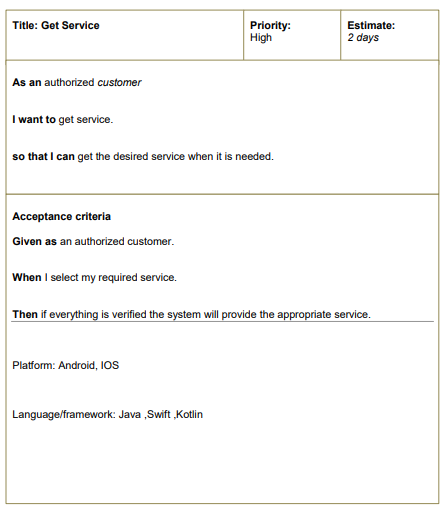 Title: Get Service
Priority:
High
Estimate:
2 days
As an authorized customer
I want to get service.
so that I can get the desired service when it is needed.
Acceptance criteria
Given as an authorized customer.
When I select my required service.
Then if everything is verified the system will provide the appropriate service.
Platform: Android, IOS
Language/framework: Java ,Swift ,Kotlin